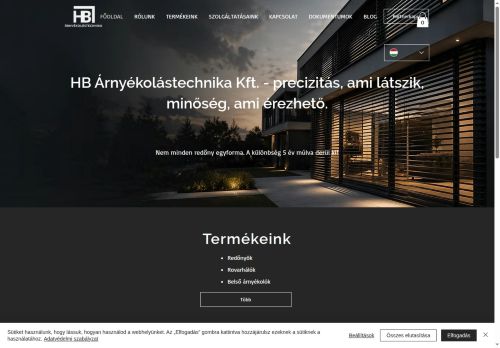 HB
FŐOLDAL
RÓLUNK
TERMÉKEINK
SZOLGÁLTATÁSAINK
KAPCSOLAT
DOKUMENTUMOK
BLOG
0
HB Árnyékolástechnika Kft. - precizitás, ami látszik,
minőség, ami érezhető.
Nem minden redőny egyforma. A különbség 5 év múlva derül ki!
Termékeink
Redőnyök
Rovarhálók
Belső árnyékolók
Több
Sütiket használunk, hogy lássuk, hogyan használod a webhelyünket. Az „Elfogadás” gombra kattintva hozzájárulsz ezeknek a sütiknek a
használatához. Adatvédelmi szabályzat
Beállítások
Összes elutasítása
Elfogadás